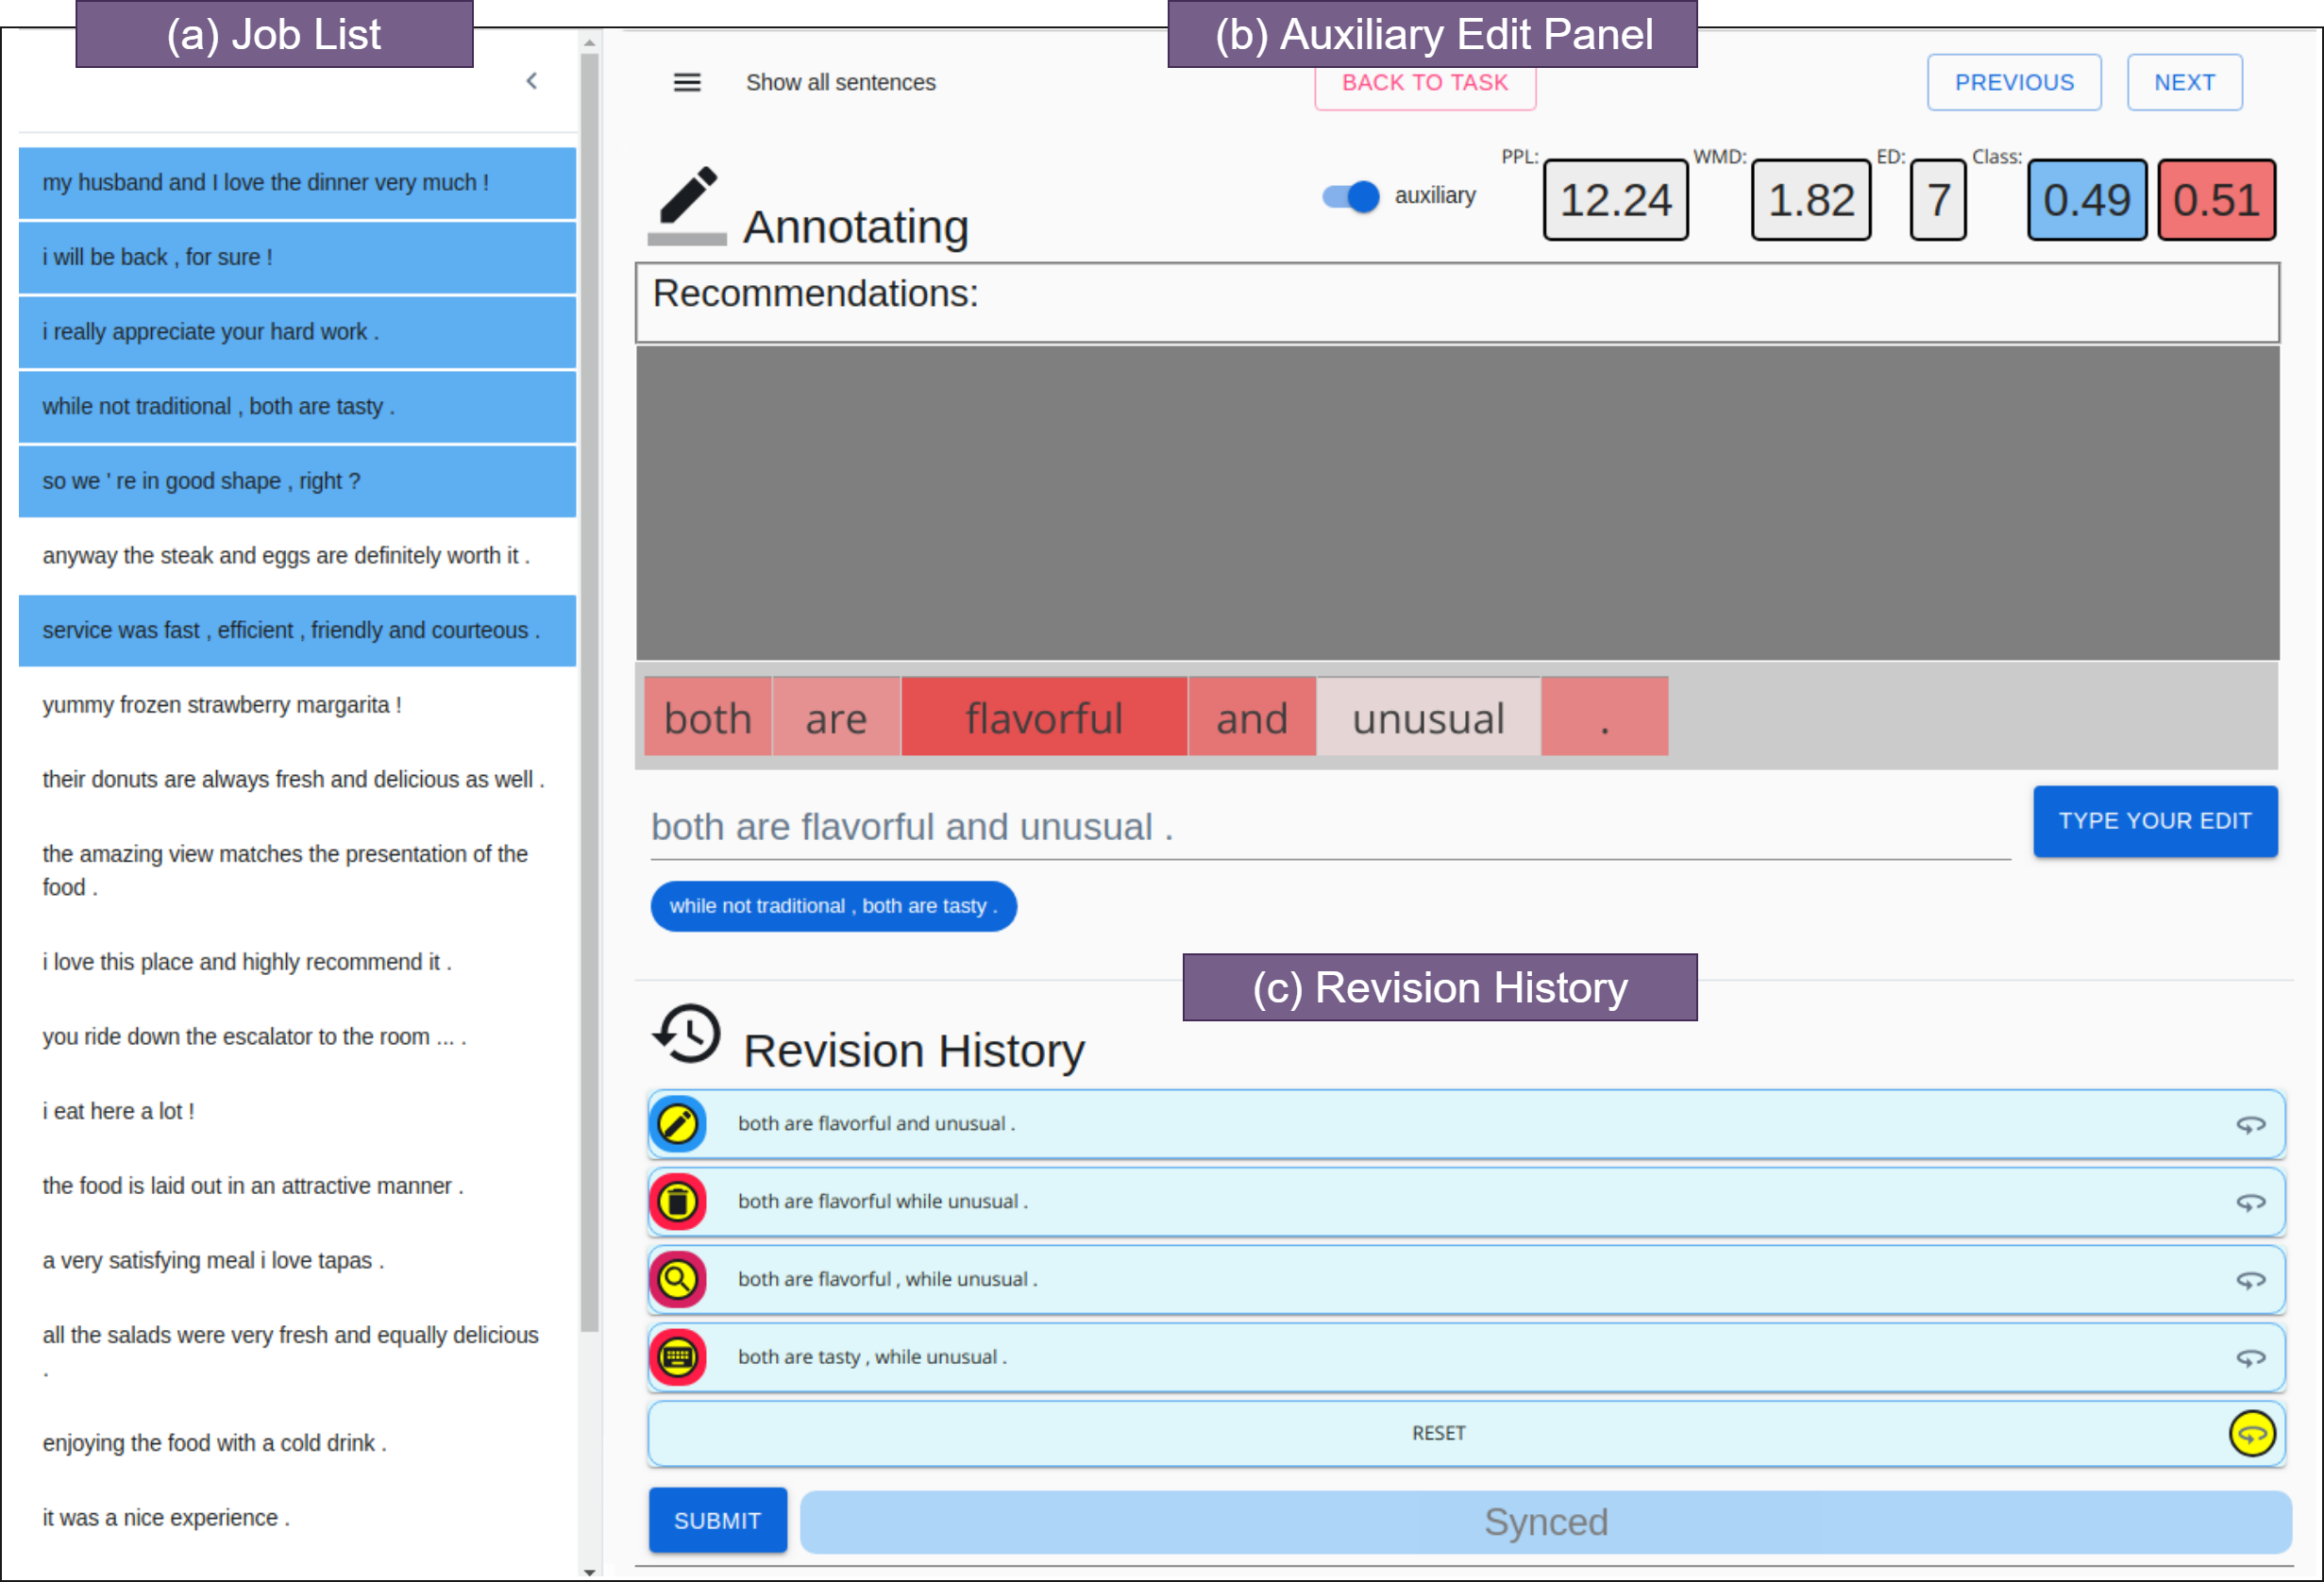 (a) Job List
my husband and I love the dinner very much !
i will be back , for sure !
i really appreciate your hard work .
while not traditional , both are tasty .
so we ' re in good shape , right ?
anyway the steak and eggs are definitely worth it .
service was fast , efficient , friendly and courteous .
yummy frozen strawberry margarita !
their donuts are always fresh and delicious as well .
the amazing view matches the presentation of the
food .
i love this place and highly recommend it .
you ride down the escalator to the room ... .
i eat here a lot !
the food is laid out in an attractive manner .
a very satisfying meal i love tapas .
all the salads were very fresh and equally delicious
.
enjoying the food with a cold drink .
it was a nice experience .
(b) Auxiliary Edit Panel
Show all sentences
BACK TO TASK
PREVIOUS
NEXT
Annotating
auxiliary
PPL: 12.24
WMD: 1.82
ED: 7
Class: 0.49 0.51
Recommendations:
both are flavorful and unusual .
both are flavorful and unusual .
TYPE YOUR EDIT
while not traditional , both are tasty .
(c) Revision History
Revision History
both are flavorful and unusual .
both are flavorful while unusual .
both are flavorful , while unusual .
both are tasty , while unusual .
RESET
SUBMIT
Synced